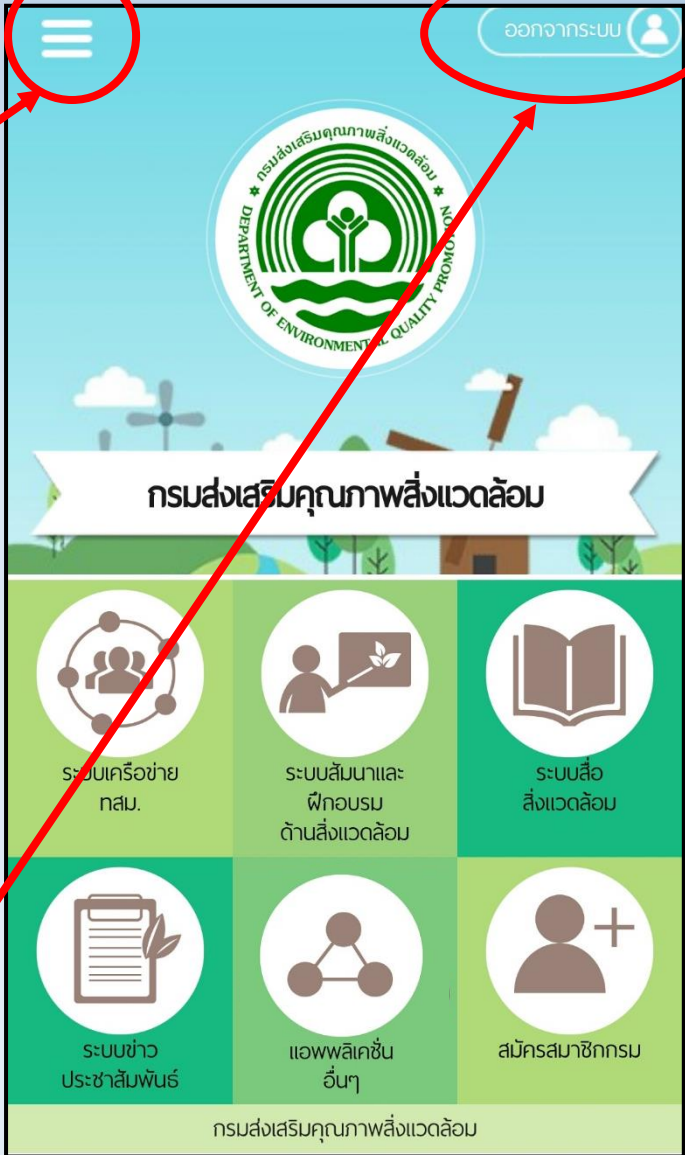 ออกจากระบบ
กรมส่งเสริมคุณภาพสิ่งแวดล้อม
DEPARTMENT OF ENVIRONMENTAL QUALITY PROMOTION
กรมส่งเสริมคุณภาพสิ่งแวดล้อม
ระบบเครือข่าย
ทสม.
ระบบสัมนาและ
ฝึกอบรม
ด้านสิ่งแวดล้อม
ระบบสื่อ
สิ่งแวดล้อม
ระบบข่าว
ประชาสัมพันธ์
แอพพลิเคชั่น
อื่นๆ
สมัครสมาชิกกรม
กรมส่งเสริมคุณภาพสิ่งแวดล้อม